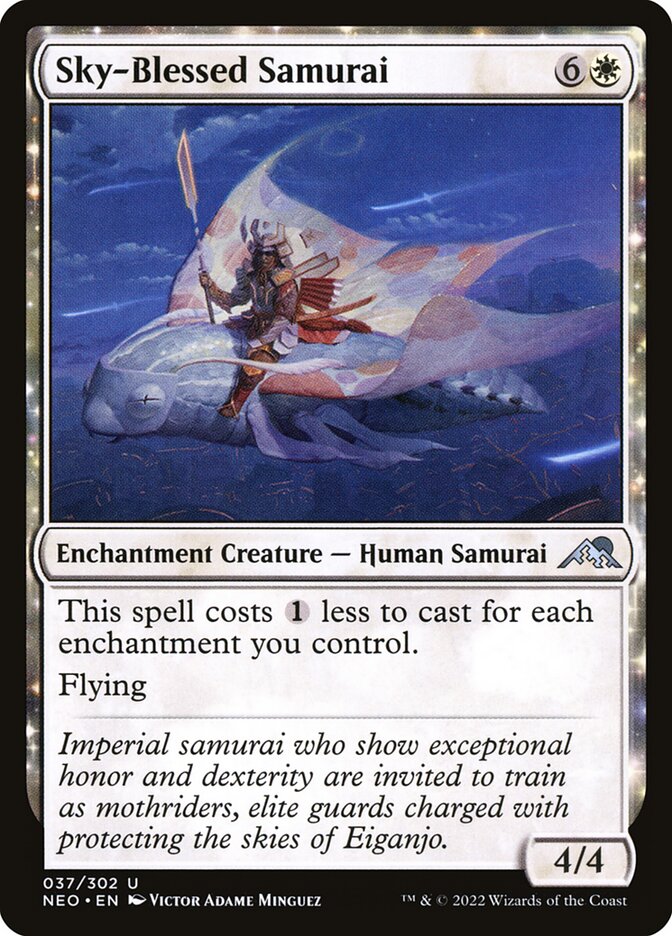 Sky-Blessed Samurai 6
Enchantment Creature — Human Samurai
This spell costs 1 less to cast for each
enchantment you control.
Flying
Imperial samurai who show exceptional
honor and dexterity are invited to train
as mothriders, elite guards charged with
protecting the skies of Eiganjo.
4/4
037/302 U
NEO • EN Victor Adame Minguez ™ & © 2022 Wizards of the Coast